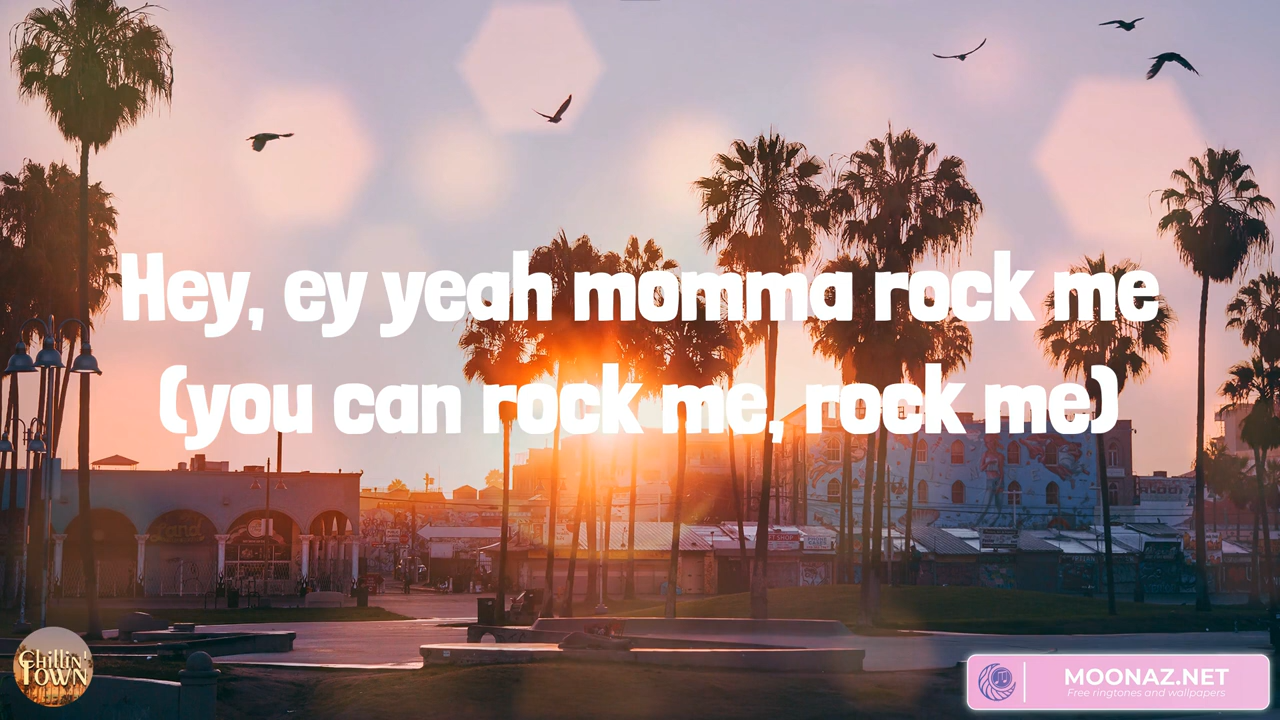 Hey, ey yeah momma rock me
(you can rock me, rock me)
Chillin'
TOWN
MOONAZ.NET
Free ringtones and wallpapers